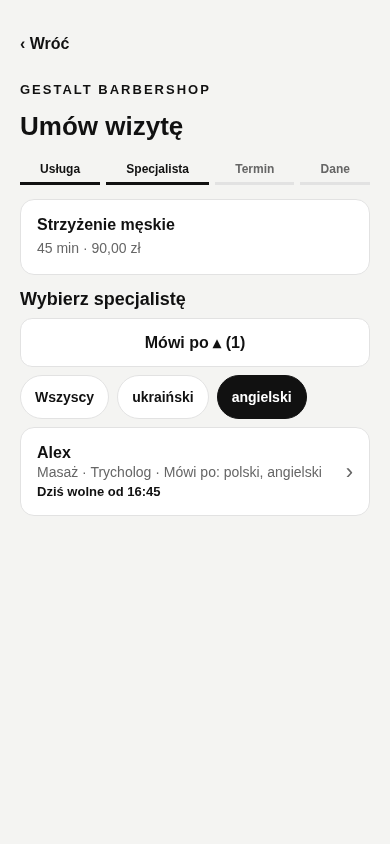 ‹ Wróć
GESTALT BARBERSHOP
Umów wizytę
Usługa Specjalista Termin Dane
Strzyżenie męskie
45 min · 90,00 zł
Wybierz specjalistę
Mówi po ▴ (1)
Wszyscy ukraiński angielski
Alex
Masaż · Trycholog · Mówi po: polski, angielski ›
Dziś wolne od 16:45